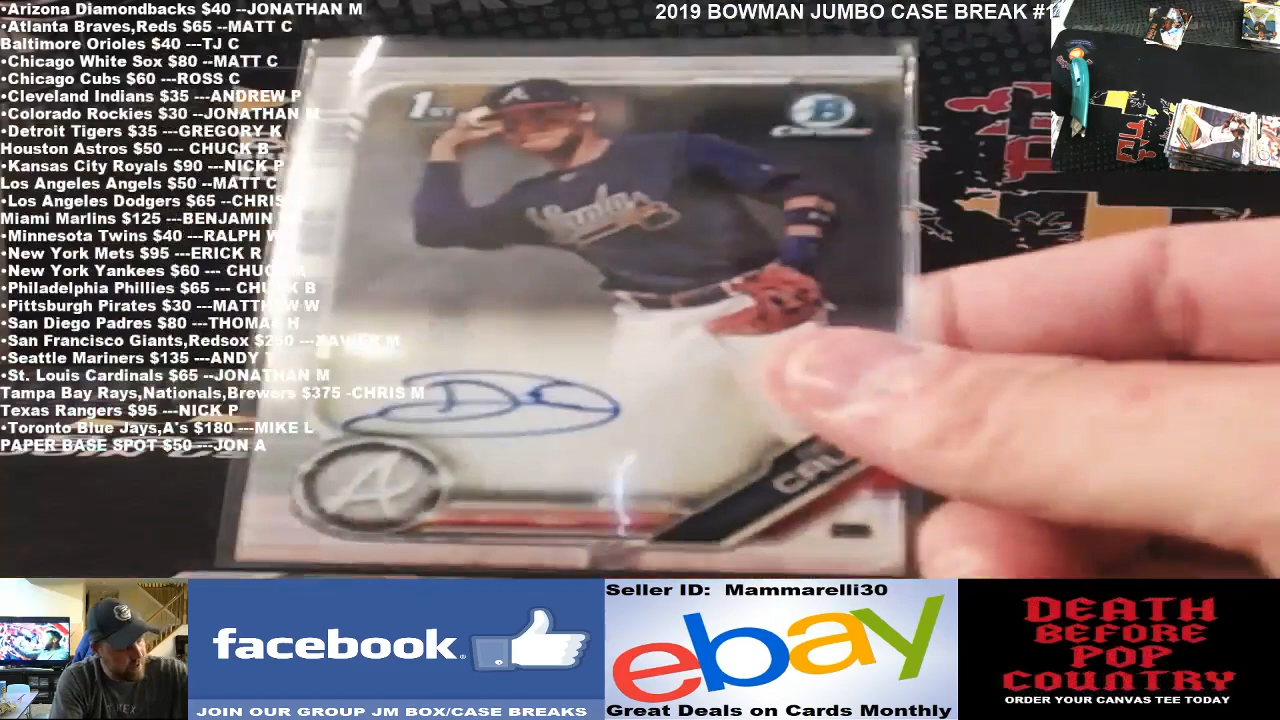 •Arizona Diamondbacks $40 --JONATHAN M
•Atlanta Braves,Reds $65 --MATT C
Baltimore Orioles $40 ---TJ C
•Chicago White Sox $80 --MATT C
•Chicago Cubs $60 ---ROSS C
•Cleveland Indians $35 ---ANDREW P
•Colorado Rockies $30 --JONATHAN M
•Detroit Tigers $35 ---GREGORY K
Houston Astros $50 --- CHUCK B
•Kansas City Royals $90 ---NICK P
Los Angeles Angels $50 --MATT C
•Los Angeles Dodgers $65 --CHRIS
Miami Marlins $125 ---BENJAMIN
•Minnesota Twins $40 ---RALPH W
•New York Mets $95 ---ERICK R
•New York Yankees $60 --- CHUCK
•Philadelphia Phillies $65 --- CHUCK B
•Pittsburgh Pirates $30 ---MATTHEW W
•San Diego Padres $80 ---THOMAS H
•San Francisco Giants,Redsox $250 ---XAVIER M
•Seattle Mariners $135 ---ANDY
•St. Louis Cardinals $65 --JONATHAN M
Tampa Bay Rays,Nationals,Brewers $375 -CHRIS M
Texas Rangers $95 ---NICK P
•Toronto Blue Jays,A's $180 ---MIKE L
PAPER BASE SPOT $50 ---JON A
2019 BOWMAN JUMBO CASE BREAK #1
1ST
B
Chrome
A
Braves
A
facebook
JOIN OUR GROUP JM BOX/CASE BREAKS
Seller ID: Mammarelli30
ebay
Great Deals on Cards Monthly
DEATH
BEFORE
POP
COUNTRY
ORDER YOUR CANVAS TEE TODAY